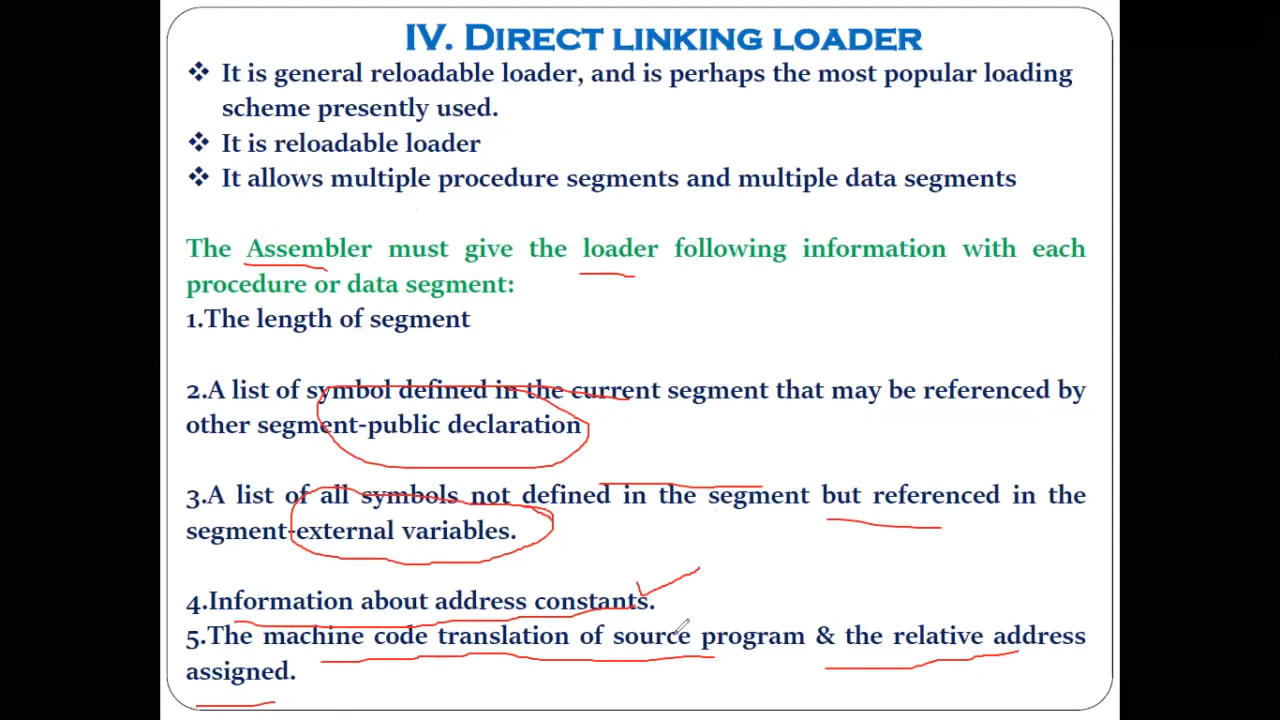 IV. DIRECT LINKING LOADER
❖ It is general reloadable loader, and is perhaps the most popular loading
scheme presently used.
❖ It is reloadable loader
❖ It allows multiple procedure segments and multiple data segments
The Assembler must give the loader following information with each
procedure or data segment:
1.The length of segment
2.A list of symbol defined in the current segment that may be referenced by
other segment-public declaration
3.A list of all symbols not defined in the segment but referenced in the
segment-external variables.
4.Information about address constants.
5.The machine code translation of source program & the relative address
assigned.